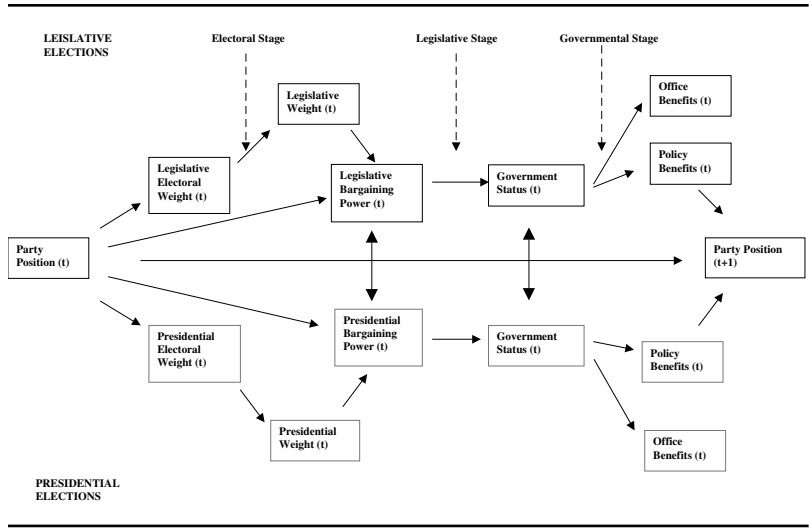 LEISLATIVE
ELECTIONS
Electoral Stage
Legislative Stage
Governmental Stage
Legislative
Weight (t)
Office
Benefits (t)
Legislative
Electoral
Weight (t)
Legislative
Bargaining
Power (t)
Government
Status (t)
Policy
Benefits (t)
Party
Position (t)
Party Position
(t+1)
Presidential
Electoral
Weight (t)
Presidential
Bargaining
Power (t)
Government
Status (t)
Policy
Benefits (t)
Presidential
Weight (t)
Office
Benefits (t)
PRESIDENTIAL
ELECTIONS